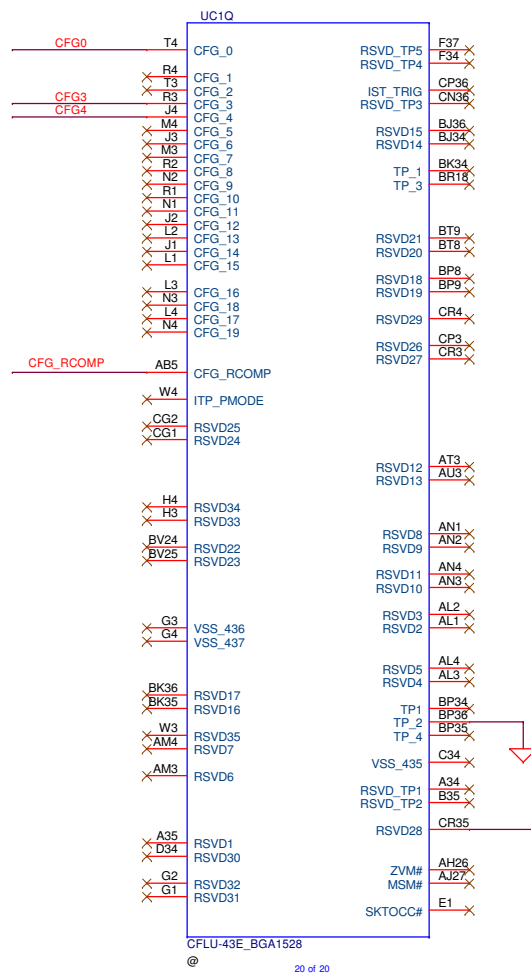 UC1Q
CFG0 T4 CFG_0 RSVD_TP5 F37
RSVD_TP4 F34
R4 CFG_1
T3 CFG_2 IST_TRIG CP36
CFG3 R3 CFG_3 RSVD_TP3 CN36
CFG4 J4 CFG_4
M4 CFG_5 RSVD15 BJ36
J3 CFG_6 RSVD14 BJ34
M3 CFG_7
R2 CFG_8 TP_1 BK34
N2 CFG_9 TP_3 BR18
R1 CFG_10
N1 CFG_11
J2 CFG_12
L2 CFG_13 RSVD21 BT9
J1 CFG_14 RSVD20 BT8
L1 CFG_15
RSVD18 BP8
L3 CFG_16 RSVD19 BP9
N3 CFG_18
L4 CFG_17 RSVD29 CR4
N4 CFG_19
RSVD26 CP3
RSVD27 CR3
CFG_RCOMP AB5 CFG_RCOMP
W4 ITP_PMODE
CG2 RSVD25
CG1 RSVD24
RSVD12 AT3
RSVD13 AU3
H4 RSVD34
H3 RSVD33
RSVD8 AN1
BV24 RSVD22 RSVD9 AN2
BV25 RSVD23
RSVD11 AN4
RSVD10 AN3
RSVD3 AL2
G3 VSS_436 RSVD2 AL1
G4 VSS_437
RSVD5 AL4
RSVD4 AL3
BK36 RSVD17
BK35 RSVD16 TP1 BP34
TP_2 BP36
W3 RSVD35 TP_4 BP35
AM4 RSVD7
VSS_435 C34
AM3 RSVD6
RSVD_TP1 A34
RSVD_TP2 B35
RSVD28 CR35
A35 RSVD1
D34 RSVD30
ZVM# AH26
G2 RSVD32 MSM# AJ27
G1 RSVD31
SKTOCC# E1
CFLU-43E_BGA1528
@
20 of 20